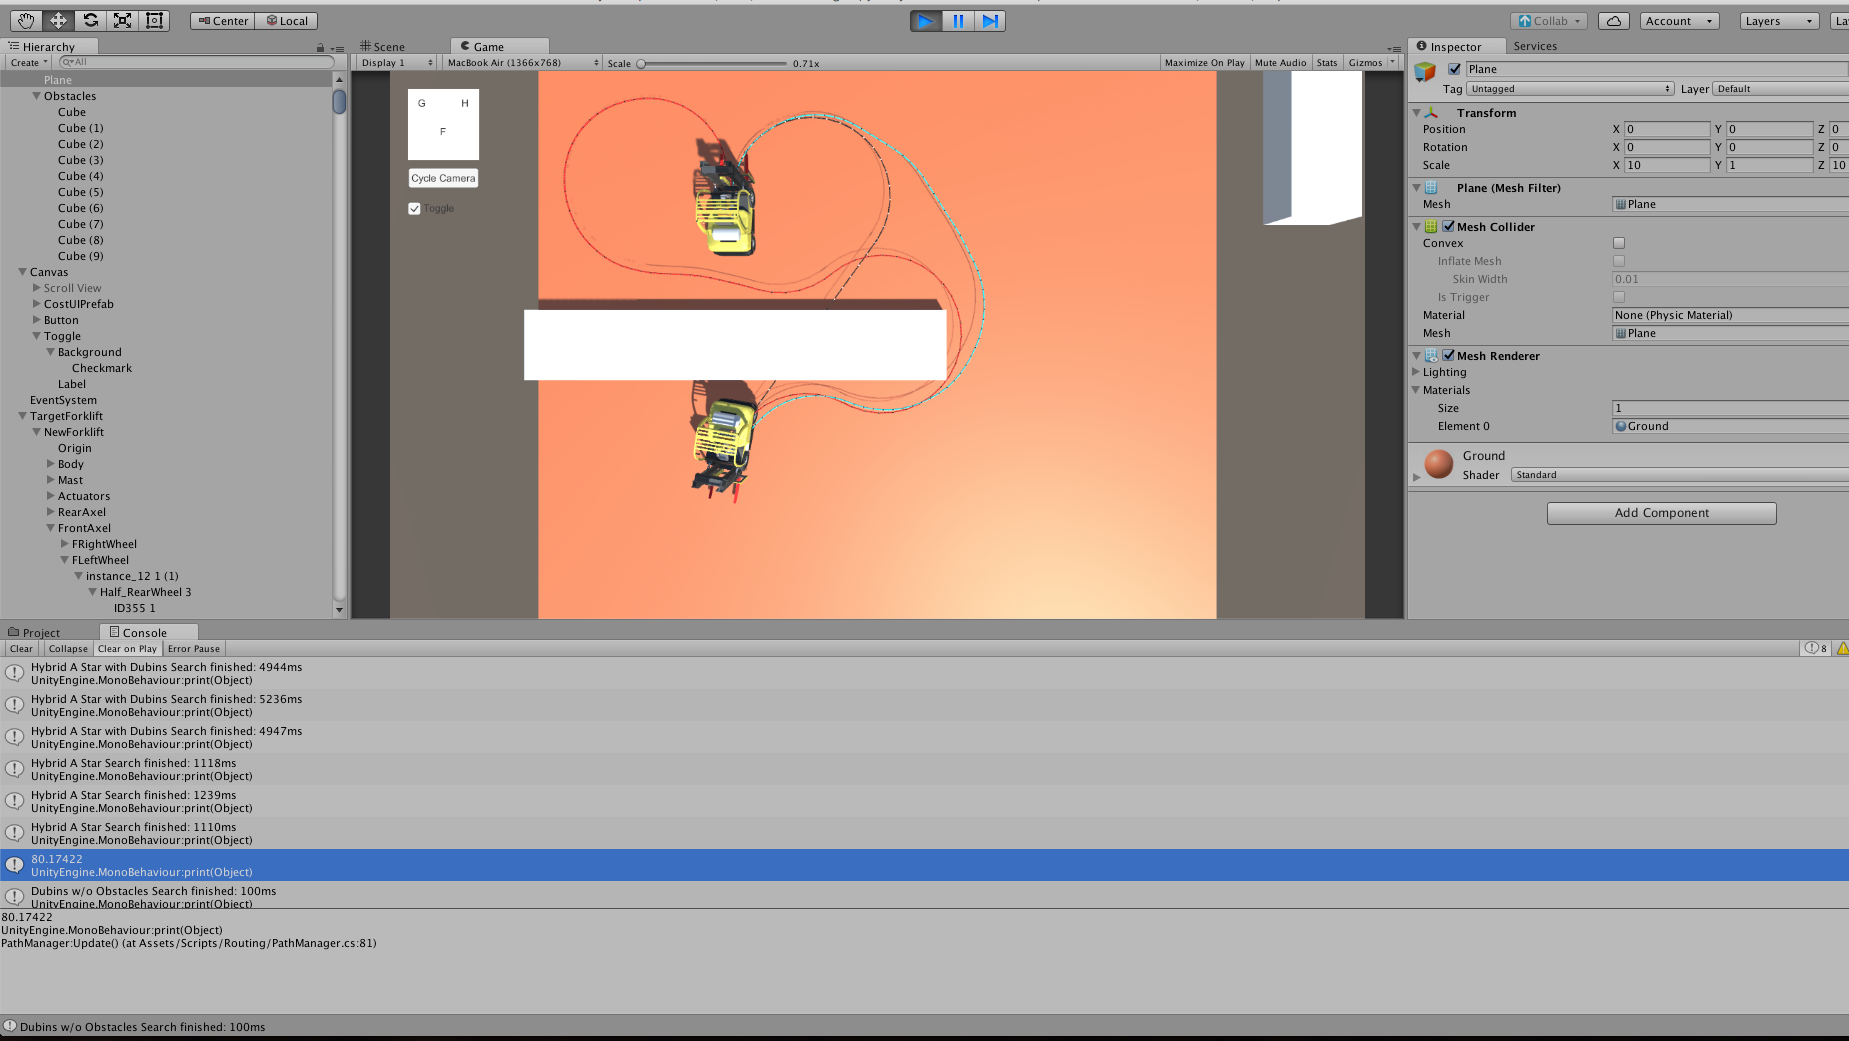 Center Local
Collab Account Layers La
Hierarchy
Create All
Plane
Obstacles
Cube
Cube (1)
Cube (2)
Cube (3)
Cube (4)
Cube (5)
Cube (6)
Cube (7)
Cube (8)
Cube (9)
Canvas
Scroll View
CostUIPrefab
Button
Toggle
Background
Checkmark
Label
EventSystem
TargetForklift
NewForklift
Origin
Body
Mast
Actuators
RearAxel
FrontAxel
FRightWheel
FLeftWheel
instance_12 1 (1)
Half_RearWheel 3
ID355 1
Scene Game
Display 1 MacBook Air (1366x768) Scale 0.71x Maximize On Play Mute Audio Stats Gizmos
G H
F
Cycle Camera
Toggle
Inspector Services
Plane
Tag Untagged Layer Default
Transform
Position X 0 Y 0 Z 0
Rotation X 0 Y 0 Z 0
Scale X 10 Y 1 Z 10
Plane (Mesh Filter)
Mesh Plane
Mesh Collider
Convex
Inflate Mesh
Skin Width 0.01
Is Trigger
Material None (Physic Material)
Mesh Plane
Mesh Renderer
Lighting
Materials
Size 1
Element 0 Ground
Ground
Shader Standard
Add Component
Project Console
Clear Collapse Clear on Play Error Pause 8
Hybrid A Star with Dubins Search finished: 4944ms
UnityEngine.MonoBehaviour:print(Object)
Hybrid A Star with Dubins Search finished: 5236ms
UnityEngine.MonoBehaviour:print(Object)
Hybrid A Star with Dubins Search finished: 4947ms
UnityEngine.MonoBehaviour:print(Object)
Hybrid A Star Search finished: 1118ms
UnityEngine.MonoBehaviour:print(Object)
Hybrid A Star Search finished: 1239ms
UnityEngine.MonoBehaviour:print(Object)
Hybrid A Star Search finished: 1110ms
UnityEngine.MonoBehaviour:print(Object)
80.17422
UnityEngine.MonoBehaviour:print(Object)
Dubins w/o Obstacles Search finished: 100ms
UnityEngine.MonoBehaviour:print(Object)
80.17422
UnityEngine.MonoBehaviour:print(Object)
PathManager:Update() (at Assets/Scripts/Routing/PathManager.cs:81)
Dubins w/o Obstacles Search finished: 100ms